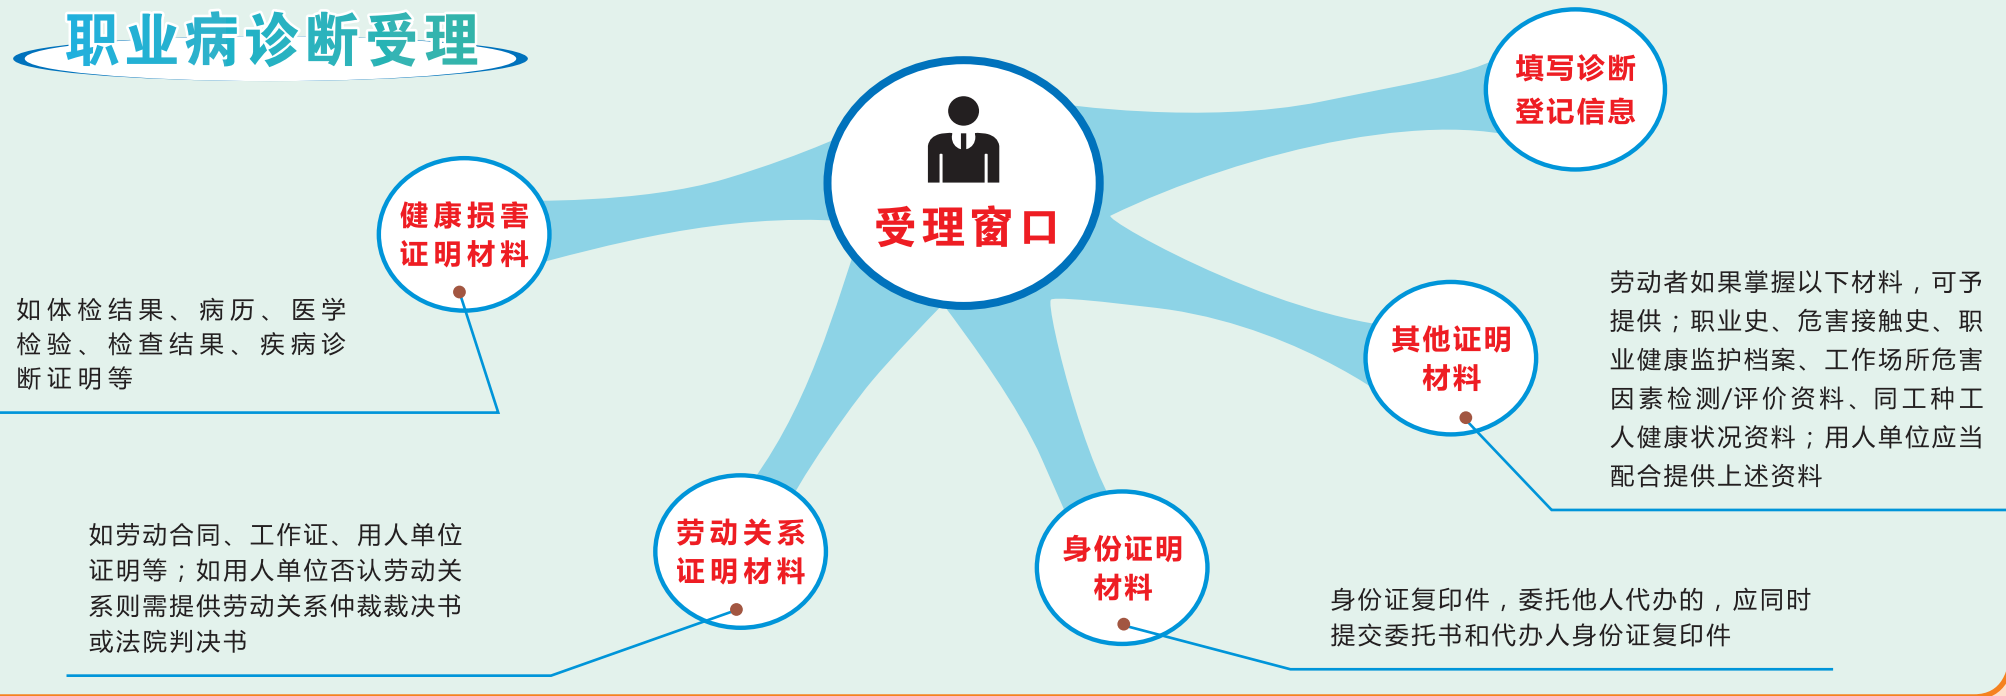 职业病诊断受理
受理窗口
填写诊断
登记信息
健康损害
证明材料
如体检结果、病历、医学
检验、检查结果、疾病诊
断证明等
劳动关系
证明材料
如劳动合同、工作证、用人单位
证明等；如用人单位否认劳动关
系则需提供劳动关系仲裁裁决书
或法院判决书
身份证明
材料
身份证复印件，委托他人代办的，应同时
提交委托书和代办人身份证复印件
其他证明
材料
劳动者如果掌握以下材料，可予
提供；职业史、危害接触史、职
业健康监护档案、工作场所危害
因素检测/评价资料、同工种工
人健康状况资料；用人单位应当
配合提供上述资料